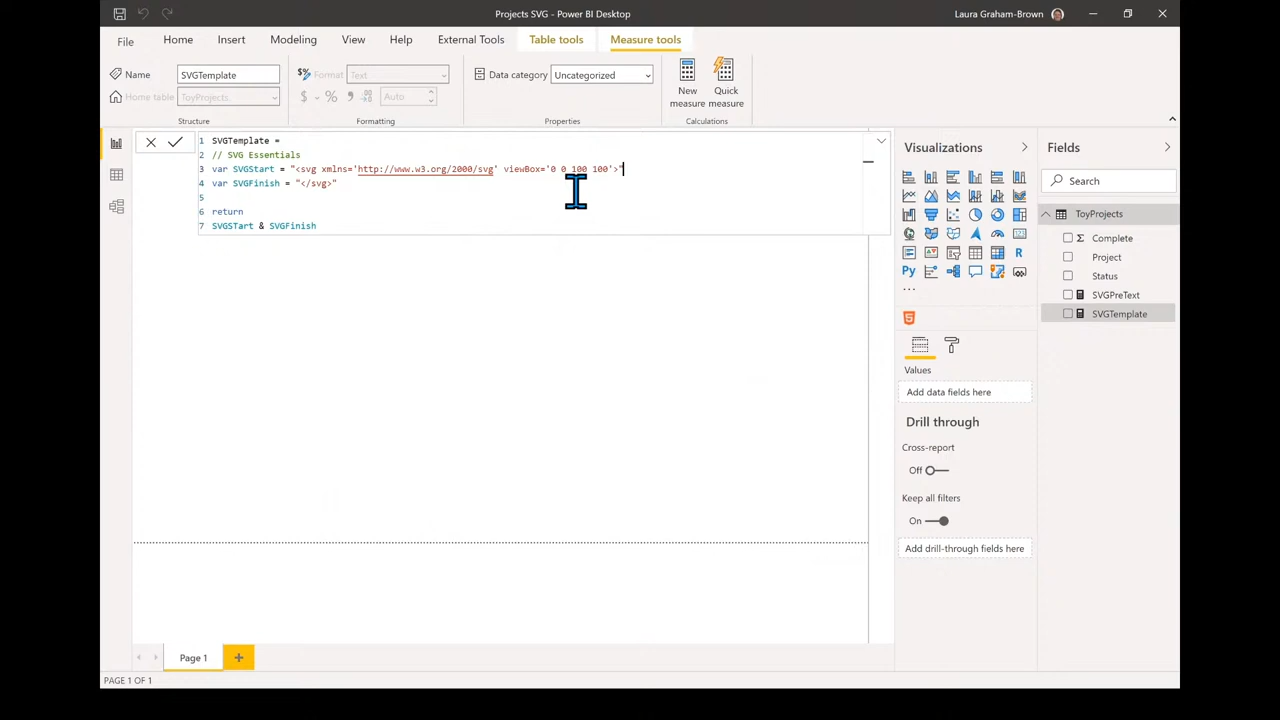 Projects SVG - Power BI Desktop
Laura Graham-Brown
File
Home
Insert
Modeling
View
Help
External Tools
Table tools
Measure tools
Name
SVGTemplate
Home table
ToyProjects
Structure
Format
Text
$
%
Auto
Formatting
Data category
Uncategorized
Properties
New measure
Quick measure
Calculations
1 SVGTemplate =
2 // SVG Essentials
3 var SVGStart = "<svg xmlns='http://www.w3.org/2000/svg' viewBox='0 0 100 100'>"
4 var SVGFinish = "</svg>"
5
6 return
7 SVGSTart & SVGFinish
Visualizations
R
Py
...
Values
Add data fields here
Drill through
Cross-report
Off
Keep all filters
On
Add drill-through fields here
Fields
Search
ToyProjects
Complete
Project
Status
SVGPreText
SVGTemplate
Page 1
PAGE 1 OF 1